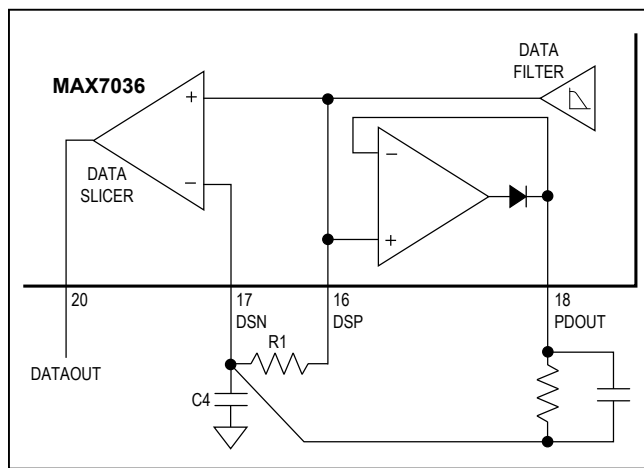 DATA
FILTER
MAX7036
+
−
DATA
SLICER
−
+
20
17
DSN
16
DSP
18
PDOUT
R1
DATAOUT
C4